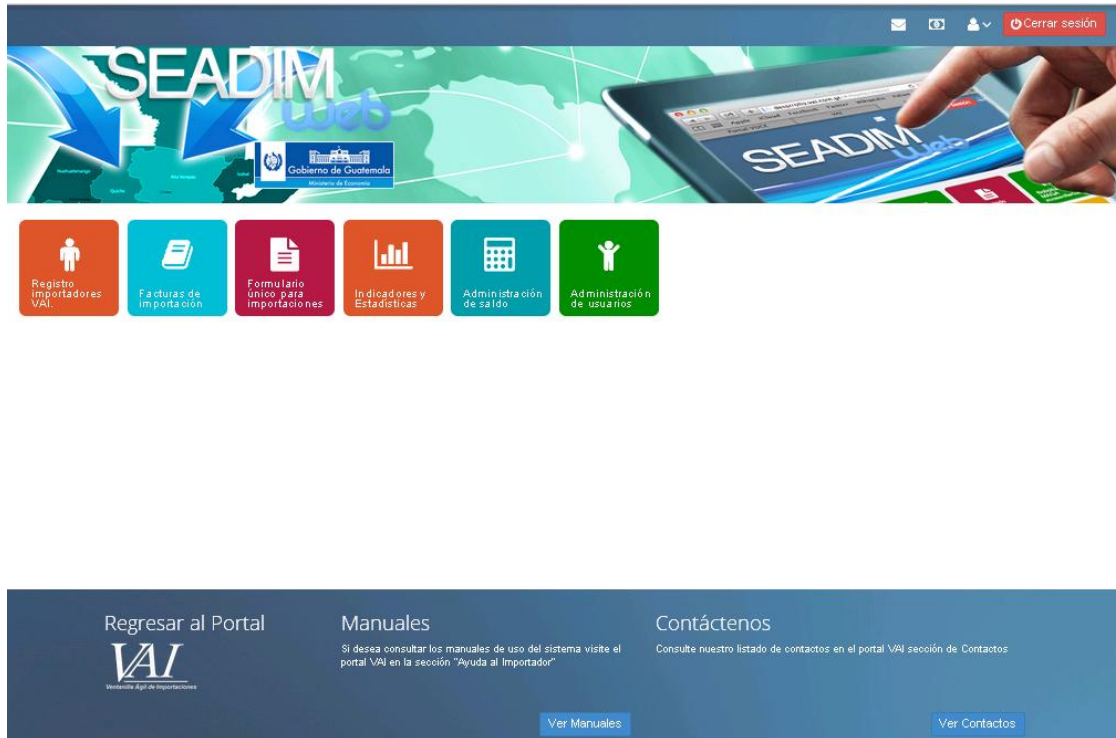 Cerrar sesión
SEADIM
web
Gobierno de Guatemala
Ministerio de Economía
SEADIM
web
Registro
importadores
VAI.
Facturas de
importación
Formulario
único para
importaciones
Indicadores y
Estadísticas
Administración
de saldo
Administración
de usuarios
Regresar al Portal
VAI
Ventanilla Ágil de Importaciones
Manuales
Si desea consultar los manuales de uso del sistema visite el
portal VAI en la sección "Ayuda al Importador"
Ver Manuales
Contáctenos
Consulte nuestro listado de contactos en el portal VAI sección de Contactos
Ver Contactos